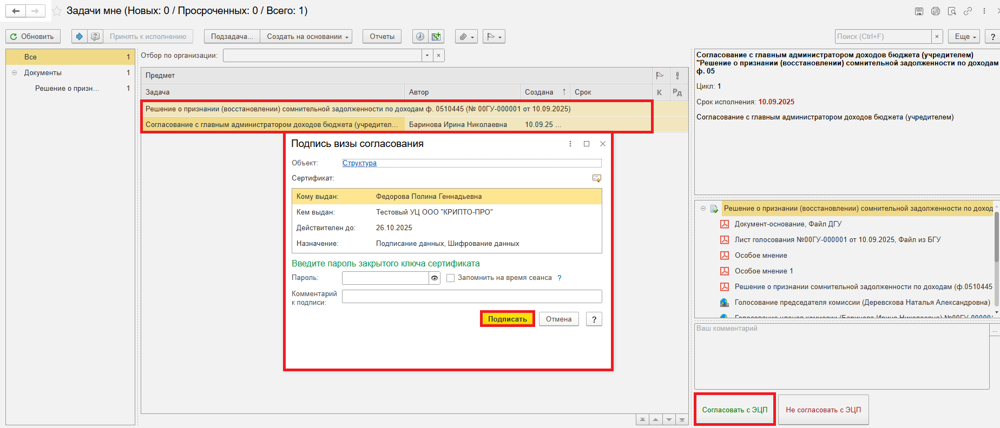 Задачи мне (Новых: 0 / Просроченных: 0 / Всего: 1)
Обновить
Принять к исполнению
Подзадача...
Создать на основании
Отчеты
Поиск (Ctrl+F)
×
Еще
?
Все 1
Документы 1
Решение о призн... 1
Отбор по организации:
×
Предмет
Задача Автор Создана ↑ Срок К Рд
Решение о признании (восстановлении) сомнительной задолженности по доходам ф. 0510445 (№ 00ГУ-000001 от 10.09.2025)
Согласование с главным администратором доходов бюджета (учредител... Баринова Ирина Николаевна 10.09.25 ...
Подпись визы согласования
Объект: Структура
Сертификат:
Кому выдан: Федорова Полина Геннадьевна
Кем выдан: Тестовый УЦ ООО "КРИПТО-ПРО"
Действителен до: 26.10.2025
Назначение: Подписание данных, Шифрование данных
Введите пароль закрытого ключа сертификата
Пароль: Запомнить на время сеанса ?
Комментарий
к подписи:
Подписать Отмена ?
Согласование с главным администратором доходов бюджета (учредителем)
"Решение о признании (восстановлении) сомнительной задолженности по доходам
ф. 05
Цикл: 1
Срок исполнения: 10.09.2025
Согласование с главным администратором доходов бюджета (учредителем)
Решение о признании (восстановлении) сомнительной задолженности по доход
Документ-основание, Файл ДГУ
Лист голосования №00ГУ-000001 от 10.09.2025, Файл из БГУ
Особое мнение
Особое мнение 1
Решение о признании сомнительной задолженности по доходам (ф.0510445
Голосование председателя комиссии (Деревскова Наталья Александровна)
Голосование членов комиссии (Баринова Ирина Николаевна) №00ГУ-000001
Ваш комментарий
...
Согласовать с ЭЦП
Не согласовать с ЭЦП